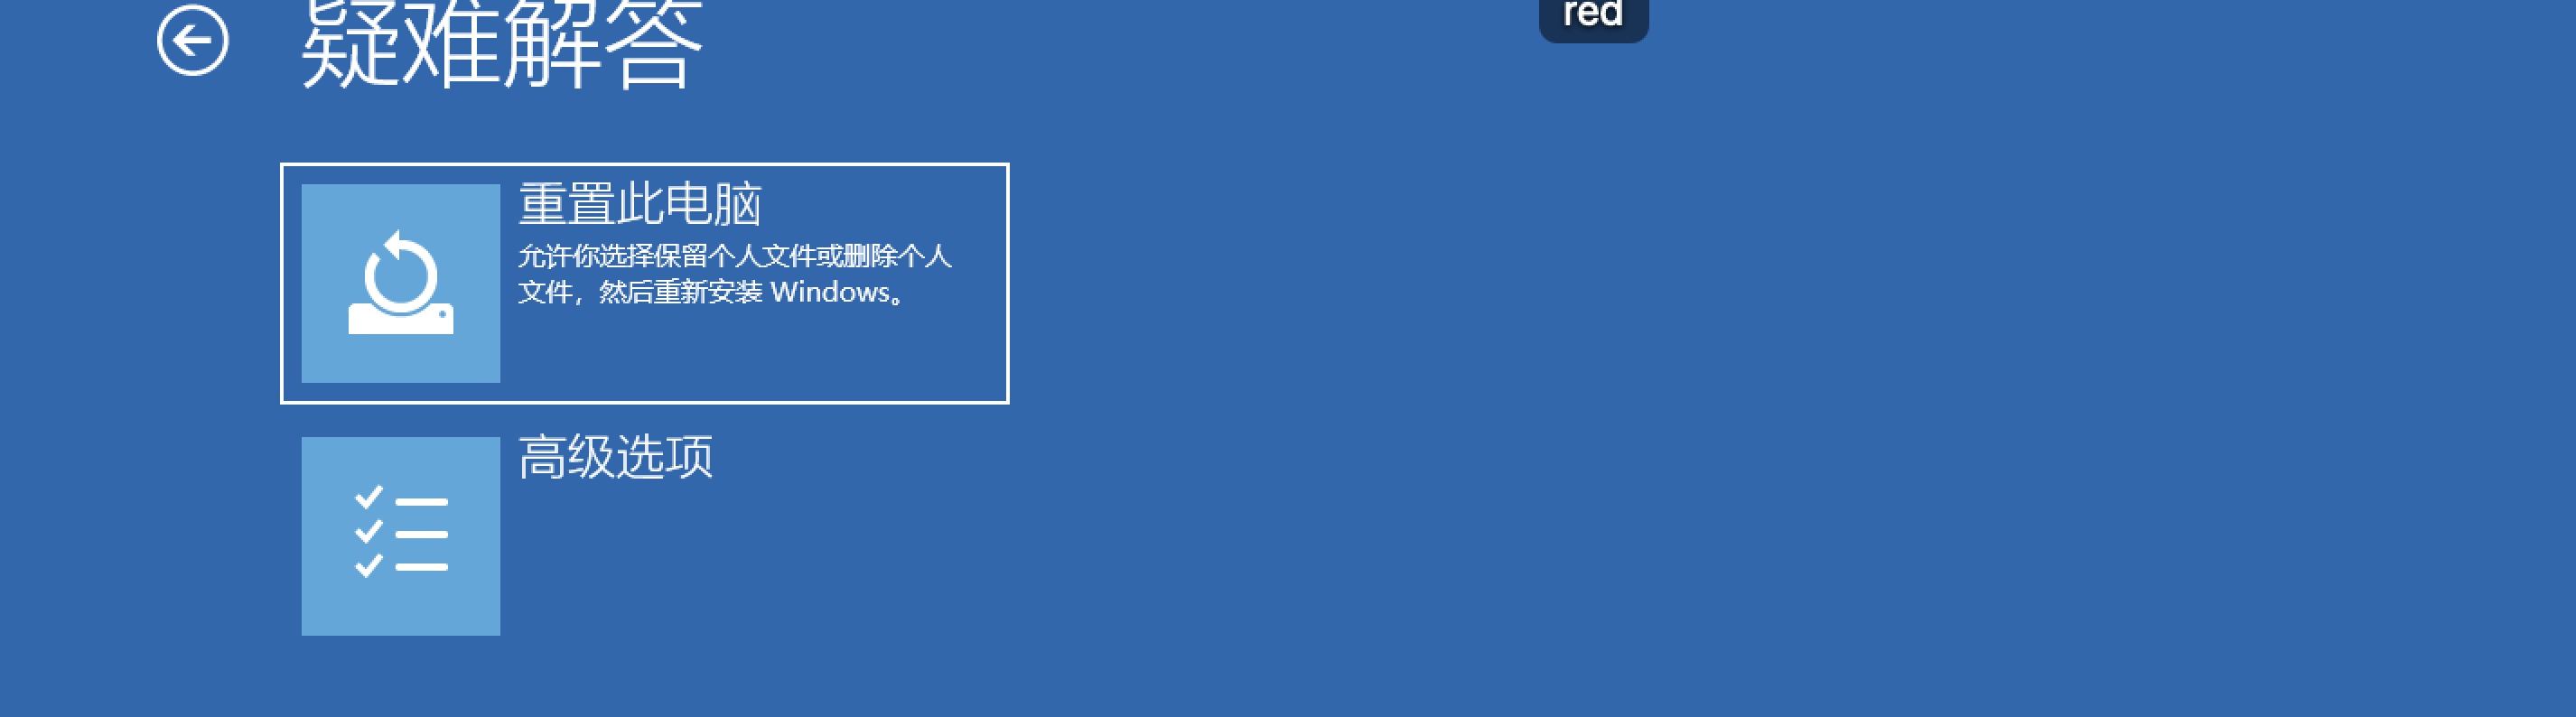 疑难解答
red
重置此电脑
允许你选择保留个人文件或删除个人
文件，然后重新安装 Windows。
高级选项